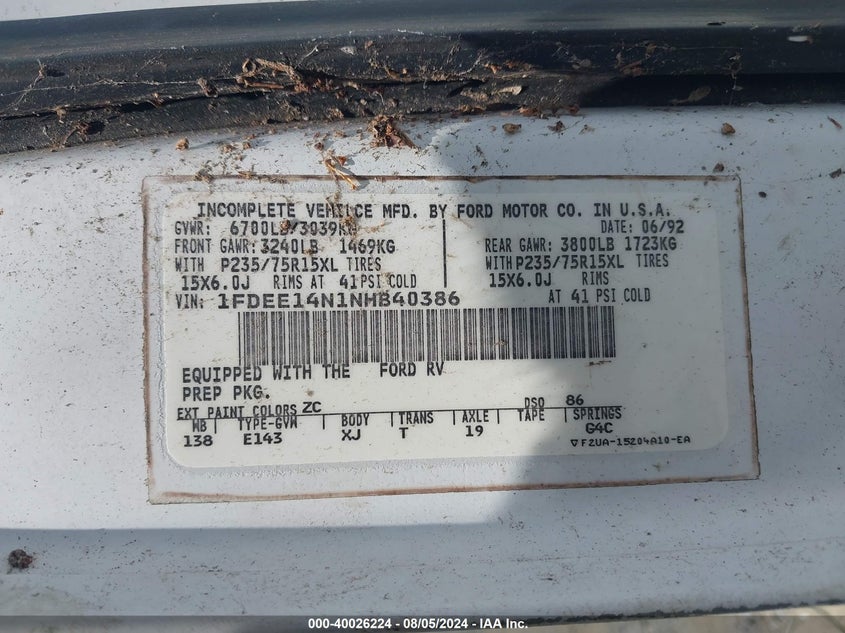 INCOMPLETE VEHILCE MFD. BY FORD MOTOR CO. IN U.S.A.
GVWR: 6700LB/3039KG DATE: 06/92
FRONT GAWR: 3240LB 1469KG REAR GAWR: 3800LB 1723KG
WITH P235/75R15XL TIRES WITH P235/75R15XL TIRES
15X6.0J RIMS AT 41 PSI COLD 15X6.0J RIMS
VIN: 1FDEE14N1NHB40386 AT 41 PSI COLD
EQUIPPED WITH THE FORD RV
PREP PKG.
EXT PAINT COLORS ZC DSO 86
WB TYPE-GVW BODY TRANS AXLE TAPE SPRINGS
138 E143 XJ T 19 G4C
F2UA-15204A10-EA
000-40026224 - 08/05/2024 - IAA Inc.